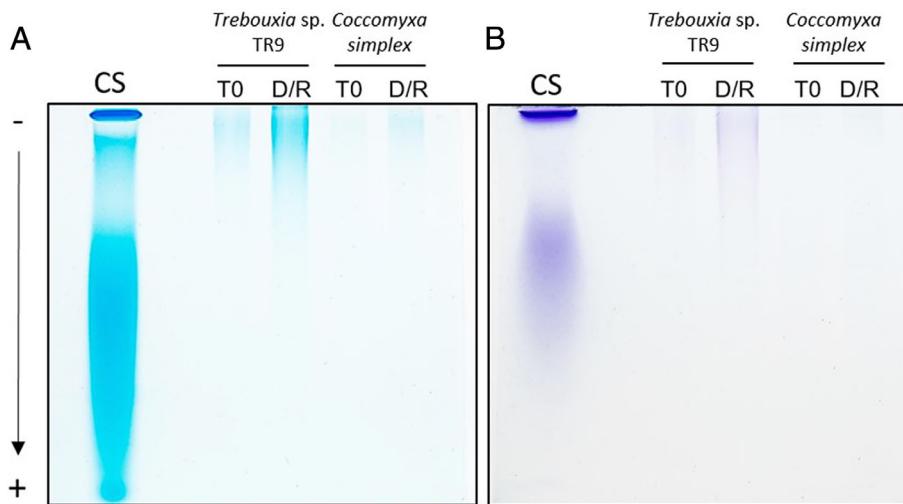 A
Trebouxia sp.
TR9
Coccomyxa
simplex
CS
T0 D/R T0 D/R
-
+
B
Trebouxia sp.
TR9
Coccomyxa
simplex
CS
T0 D/R T0 D/R